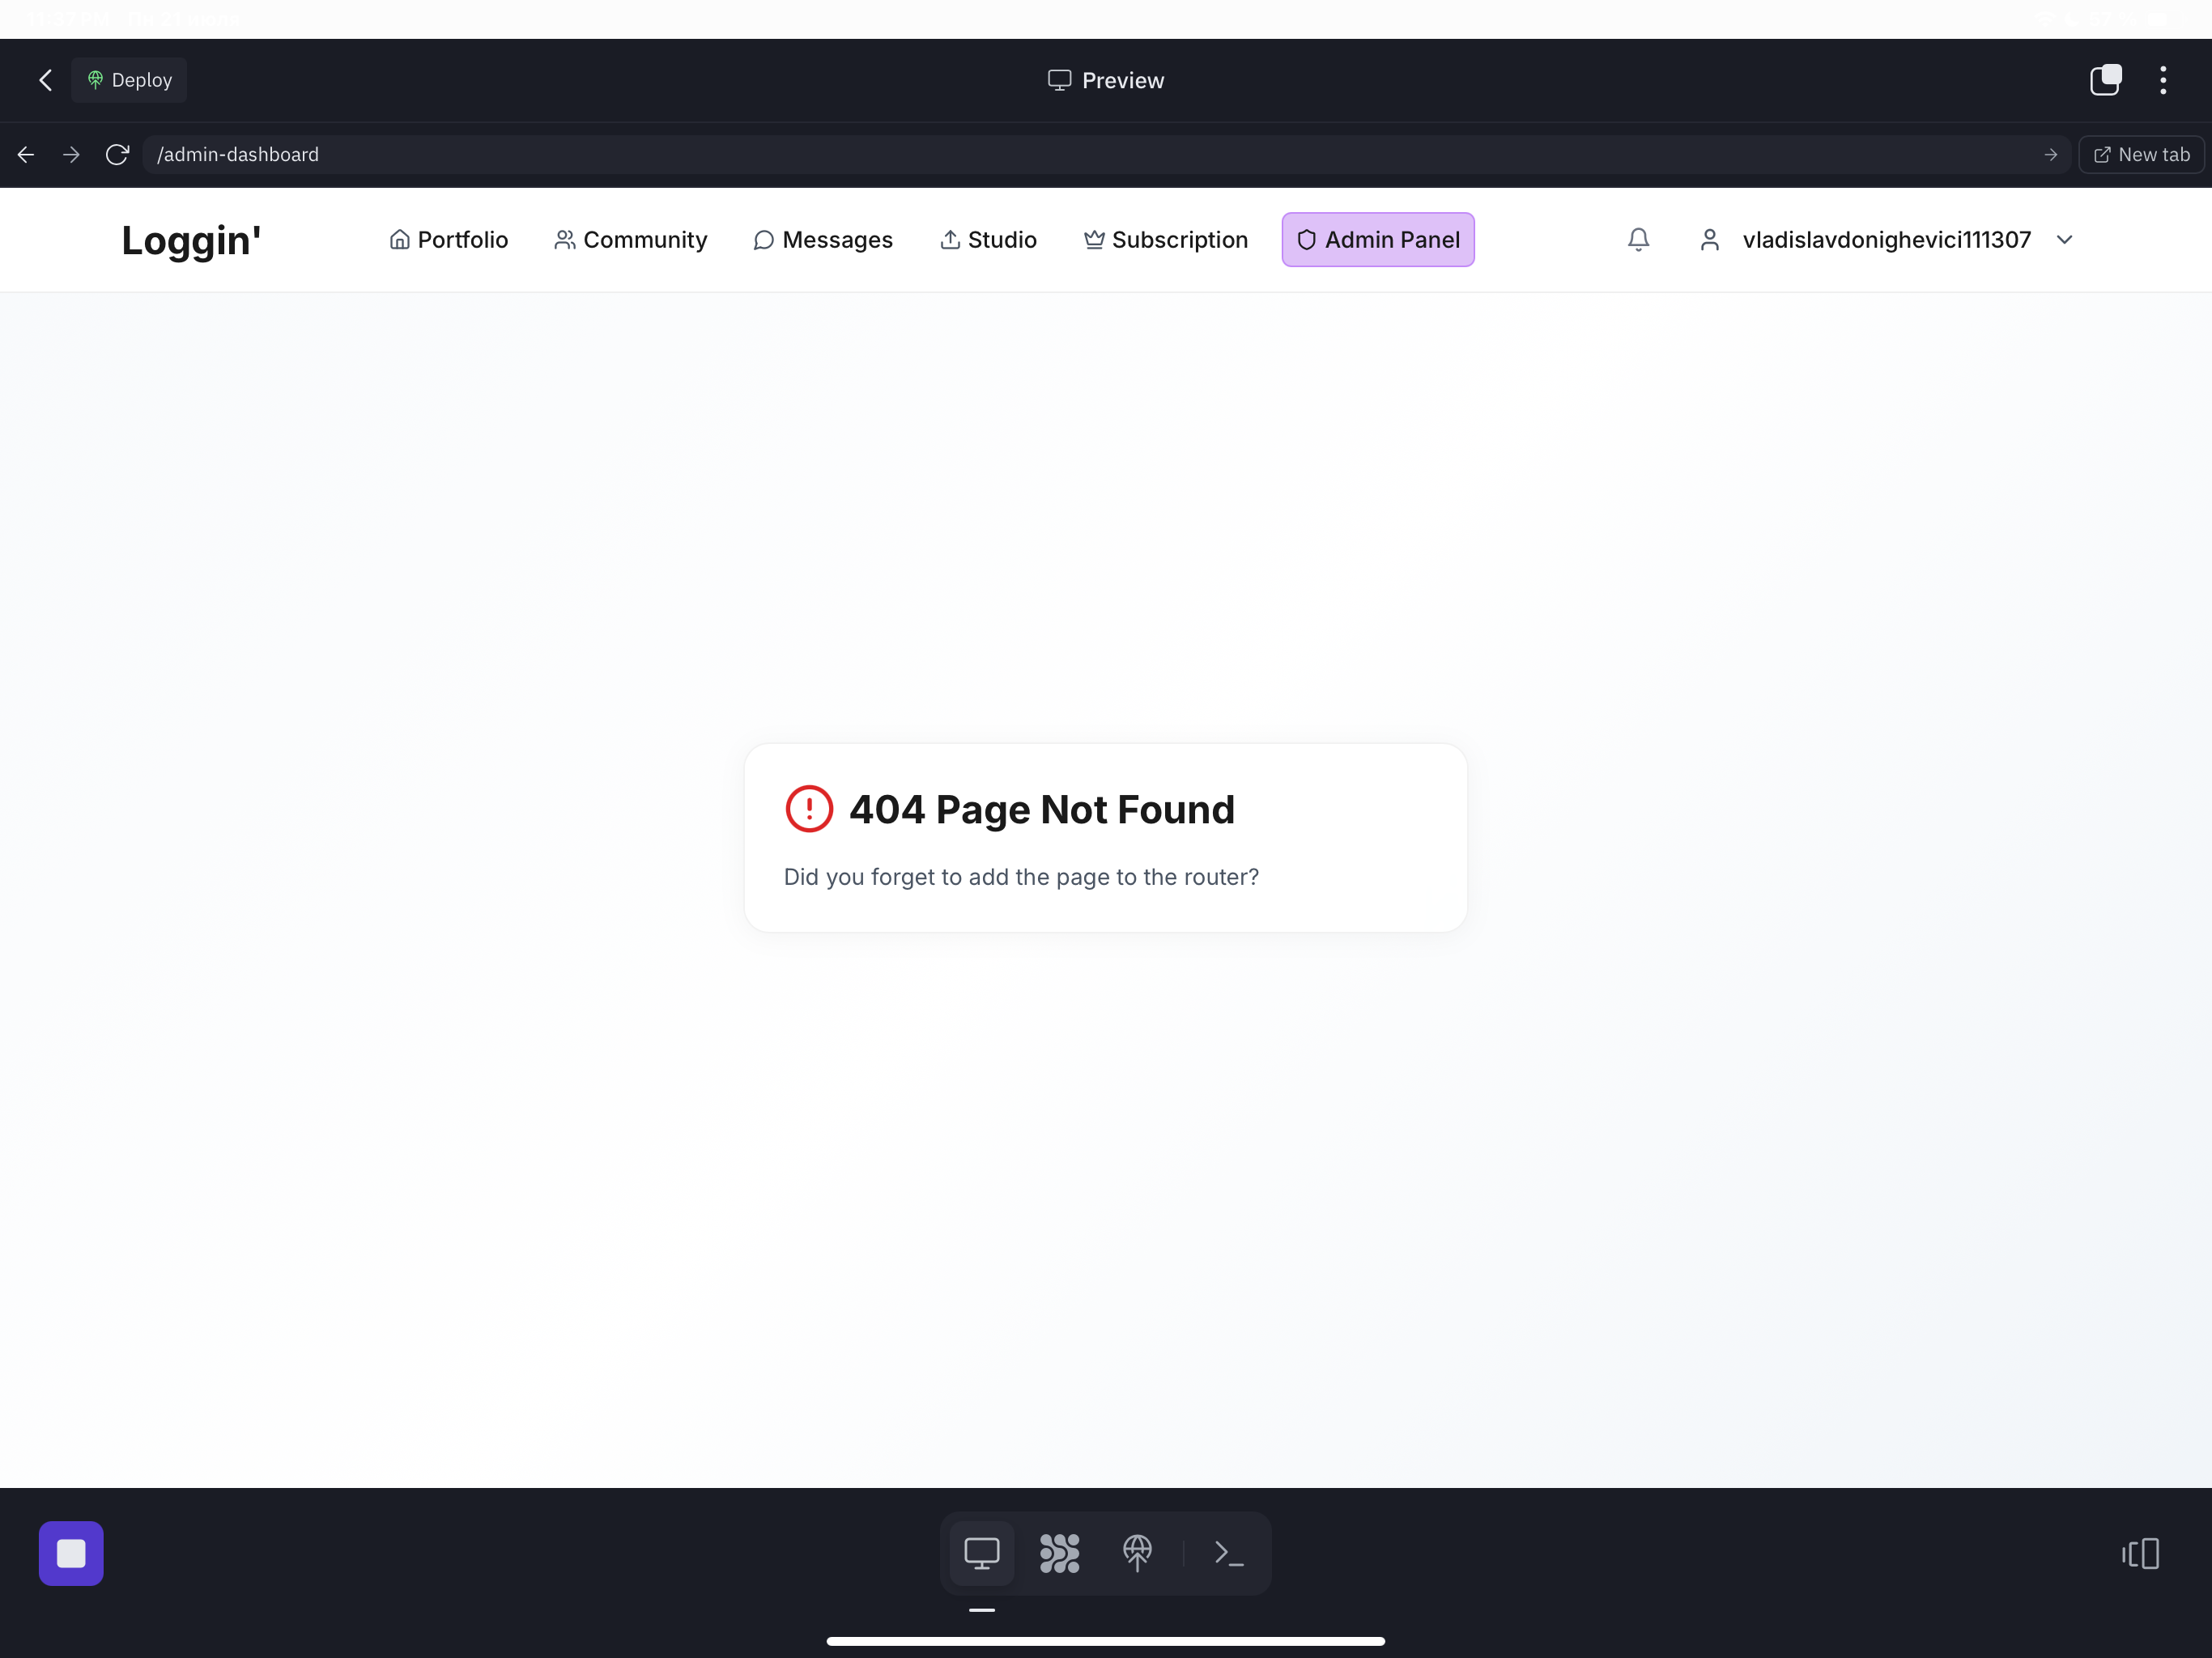 Deploy
Preview
/admin-dashboard
New tab
Loggin'
Portfolio
Community
Messages
Studio
Subscription
Admin Panel
vladislavdonighevici111307
404 Page Not Found
Did you forget to add the page to the router?